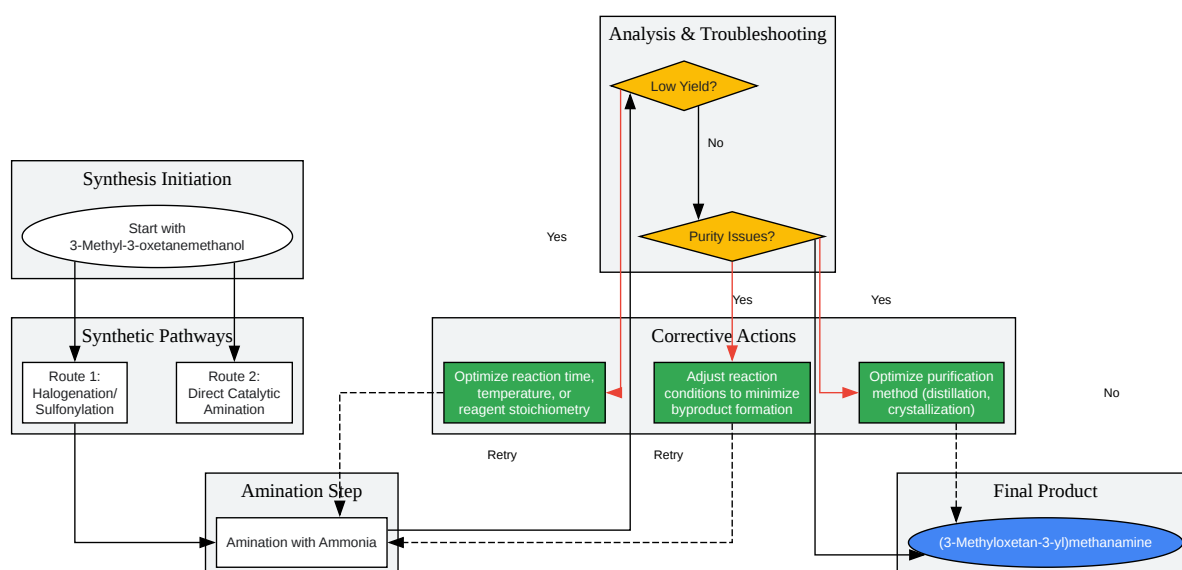 Analysis & Troubleshooting
Low Yield?
No
Synthesis Initiation
Start with
3-Methyl-3-oxetanemethanol
Yes
Purity Issues?
Yes
Yes
Synthetic Pathways
Route 1:
Halogenation/
Sulfonylation
Route 2:
Direct Catalytic
Amination
Corrective Actions
Optimize reaction time,
temperature, or
reagent stoichiometry
Adjust reaction
conditions to minimize
byproduct formation
Optimize purification
method (distillation,
crystallization)
No
Retry
Retry
Amination Step
Amination with Ammonia
Final Product
(3-Methyloxetan-3-yl)methanamine